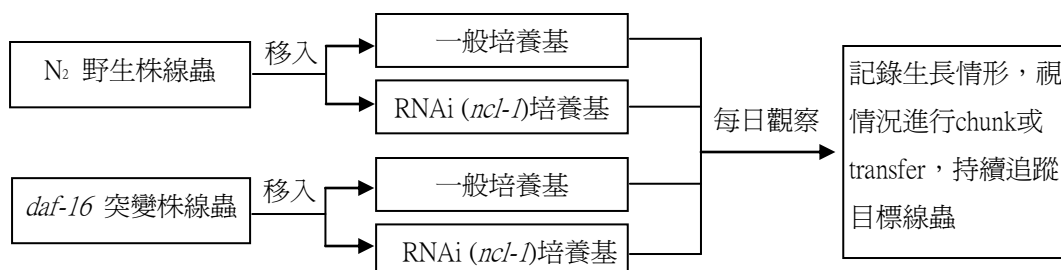 N₂ 野生株線蟲
移入
一般培養基
RNAi (ncl-1)培養基
daf-16 突變株線蟲
移入
一般培養基
RNAi (ncl-1)培養基
每日觀察
記錄生長情形，視
情況進行chunk或
transfer，持續追蹤
目標線蟲